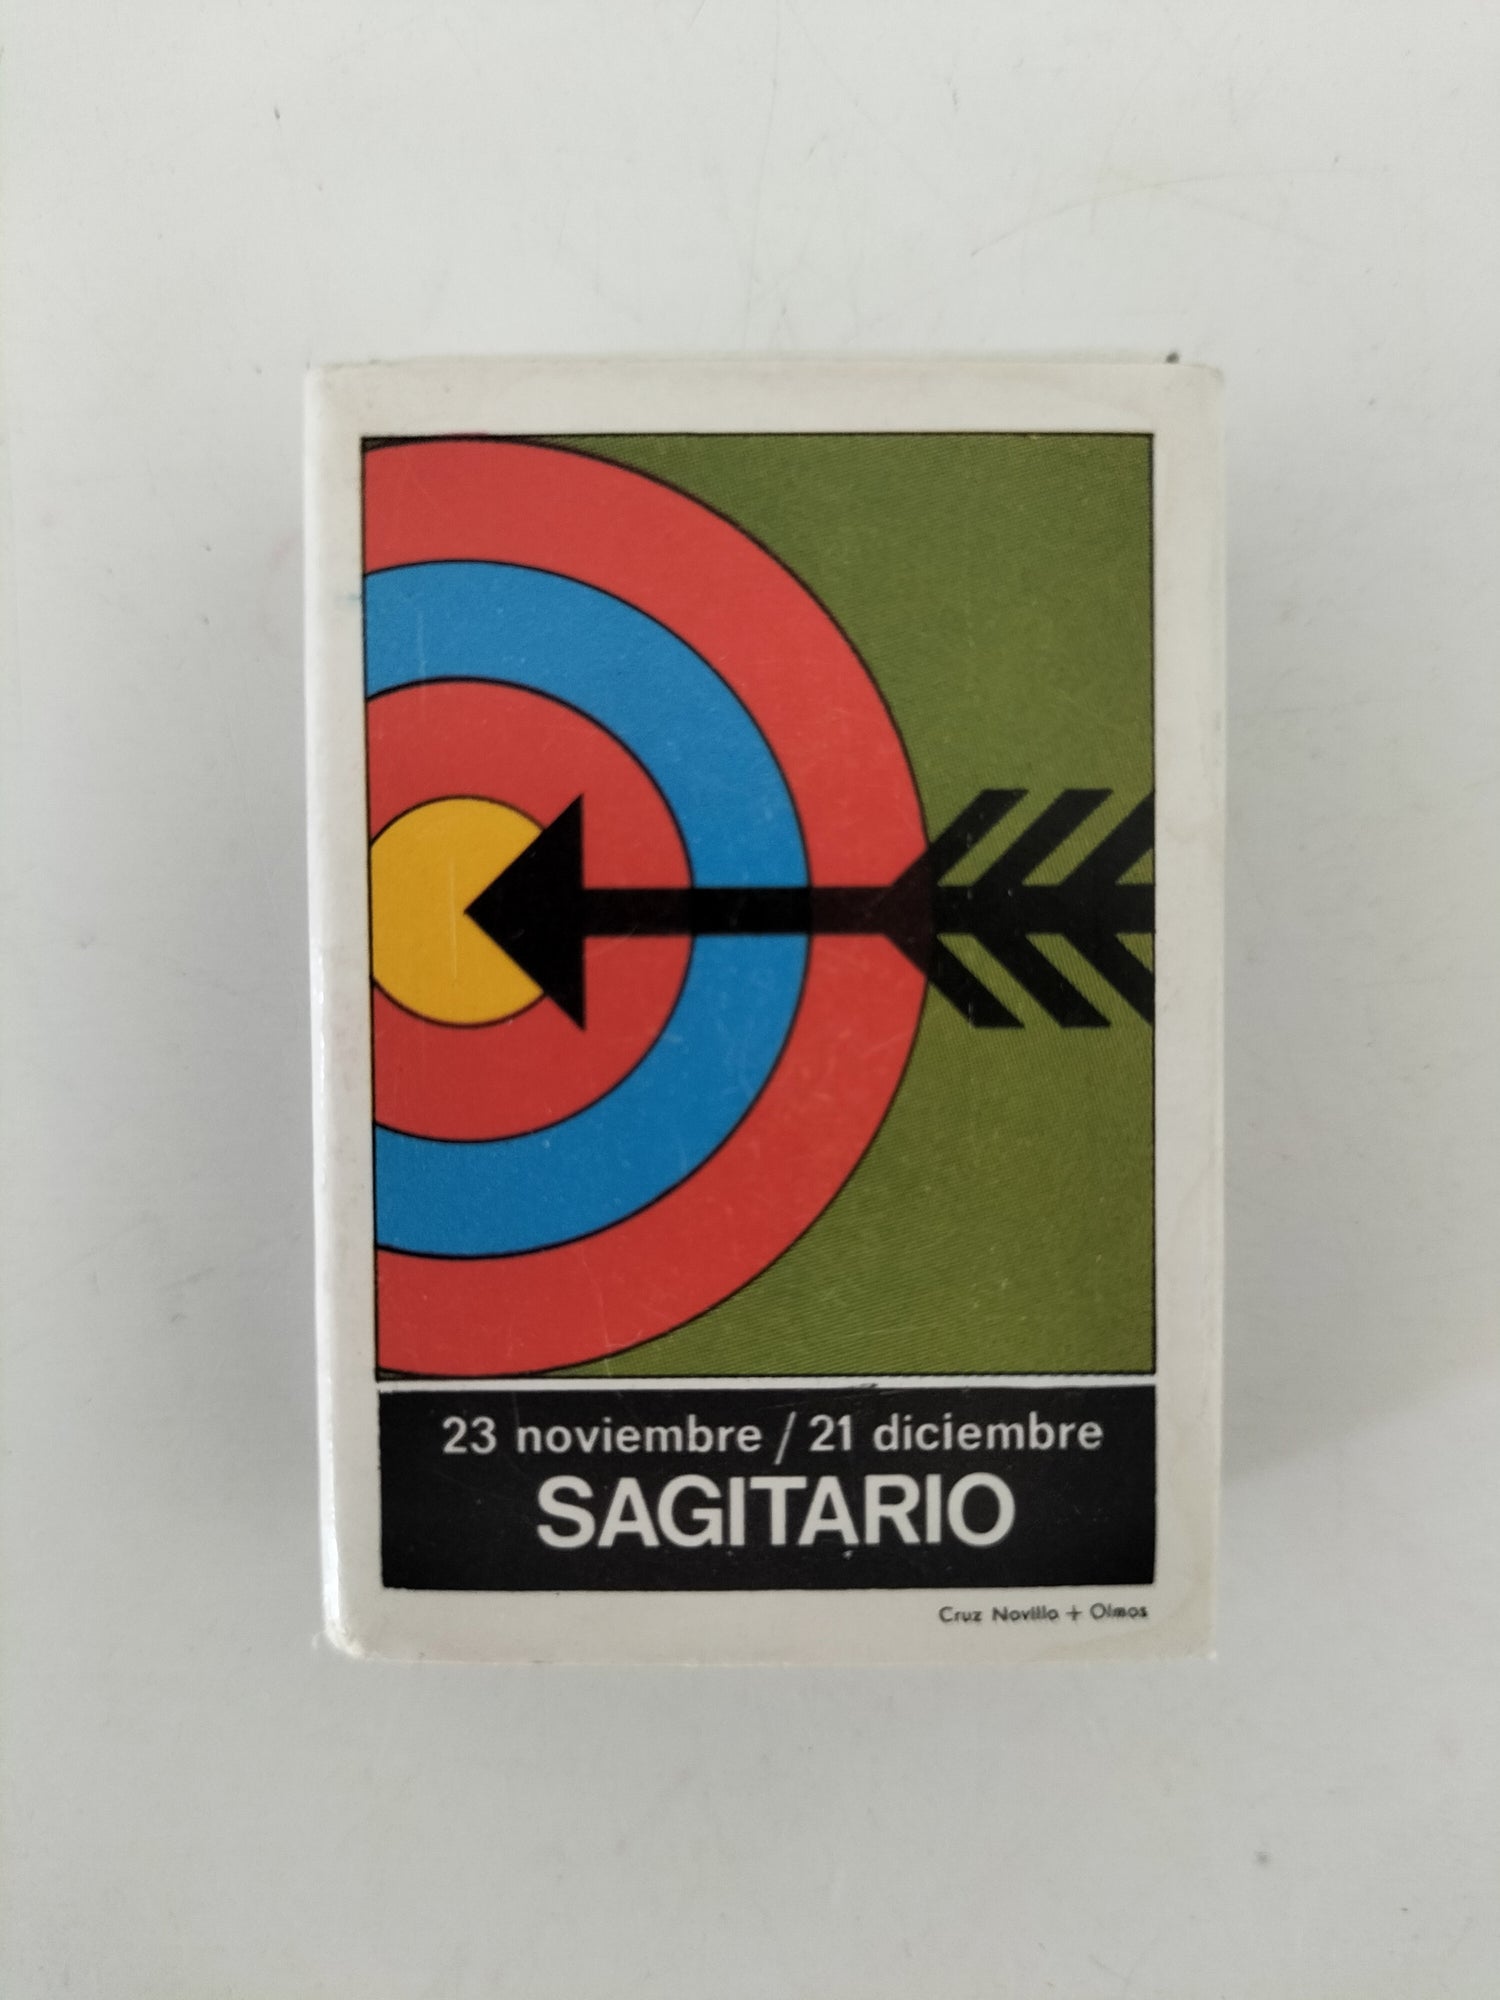 23 noviembre / 21 diciembre
SAGITARIO
Cruz Novillo + Olmos